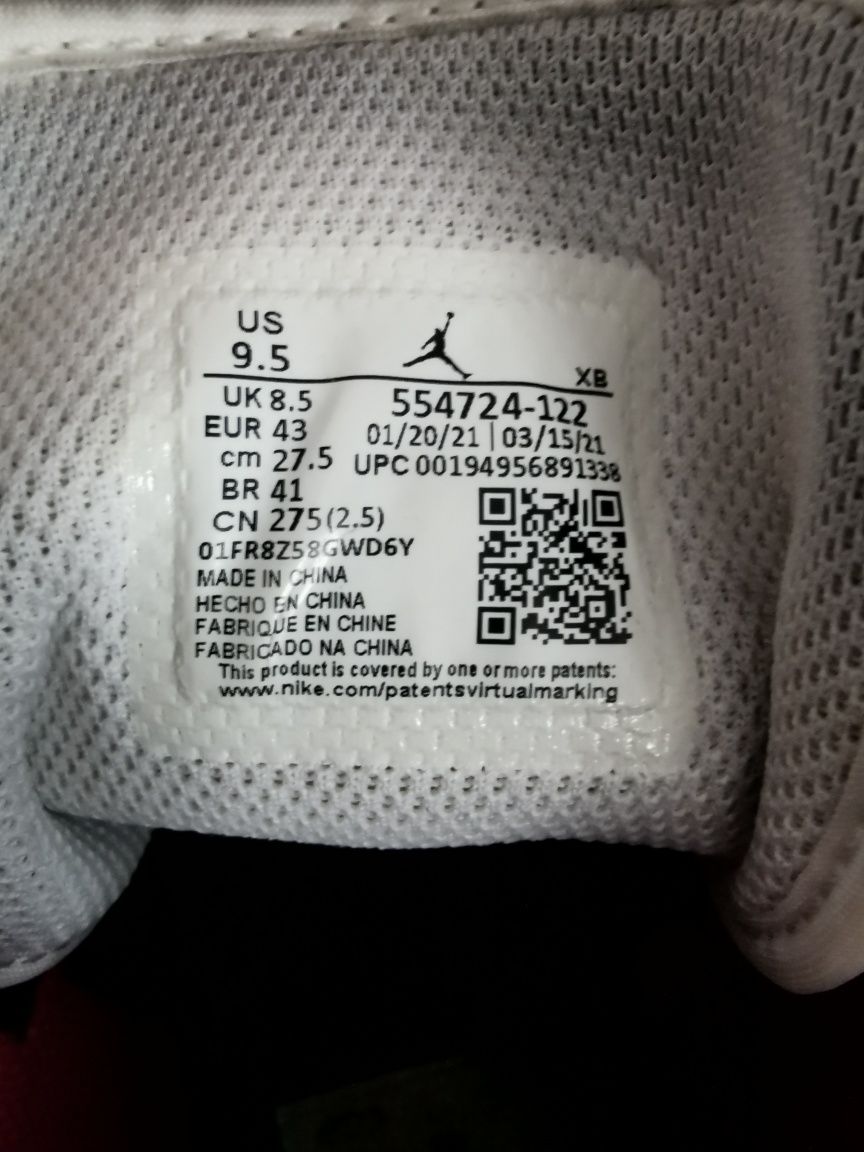 US
9.5
XB
UK 8.5
554724-122
EUR 43
01/20/21 | 03/15/21
cm 27.5
UPC 00194956891338
BR 41
CN 275(2.5)
01FR8Z58GWD6Y
MADE IN CHINA
HECHO EN CHINA
FABRIQUE EN CHINE
FABRICADO NA CHINA
This product is covered by one or more patents:
www.nike.com/patentsvirtualmarking